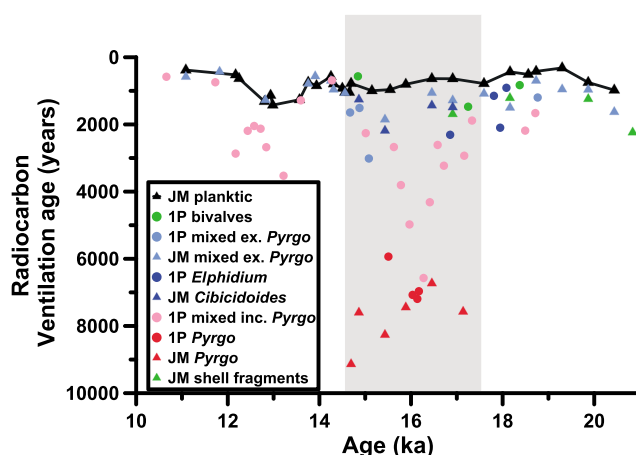 Radiocarbon
Ventilation age (years)
0
2000
4000
6000
8000
10000
JM planktic
1P bivalves
1P mixed ex. Pyrgo
JM mixed ex. Pyrgo
1P Elphidium
JM Cibicidoides
1P mixed inc. Pyrgo
1P Pyrgo
JM Pyrgo
JM shell fragments
10 12 14 16 18 20
Age (ka)